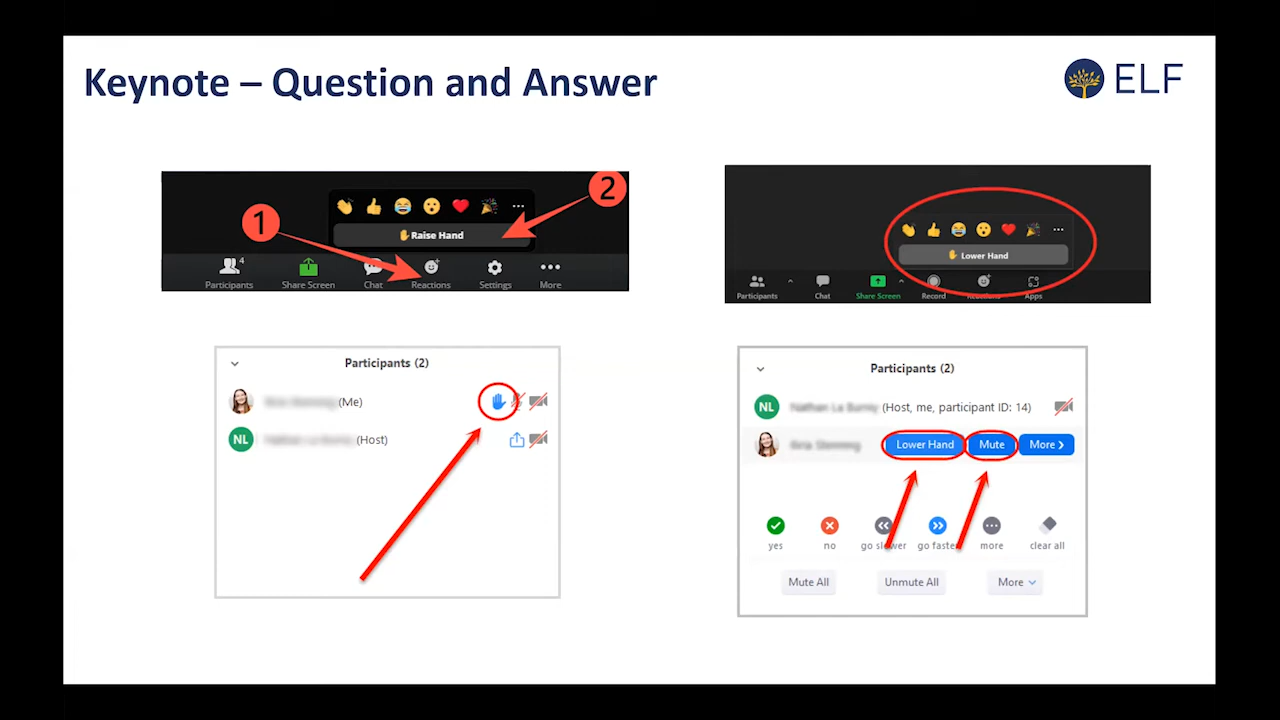 Keynote – Question and Answer
ELF
1
2
Raise Hand
4
Participants Share Screen Chat Reactions Settings More
Lower Hand
Participants Chat Share Screen Record Reactions Apps
Participants (2)
(Me)
NL (Host)
Participants (2)
NL (Host, me, participant ID: 14)
Lower Hand Mute More
yes no go slower go faster more clear all
Mute All Unmute All More